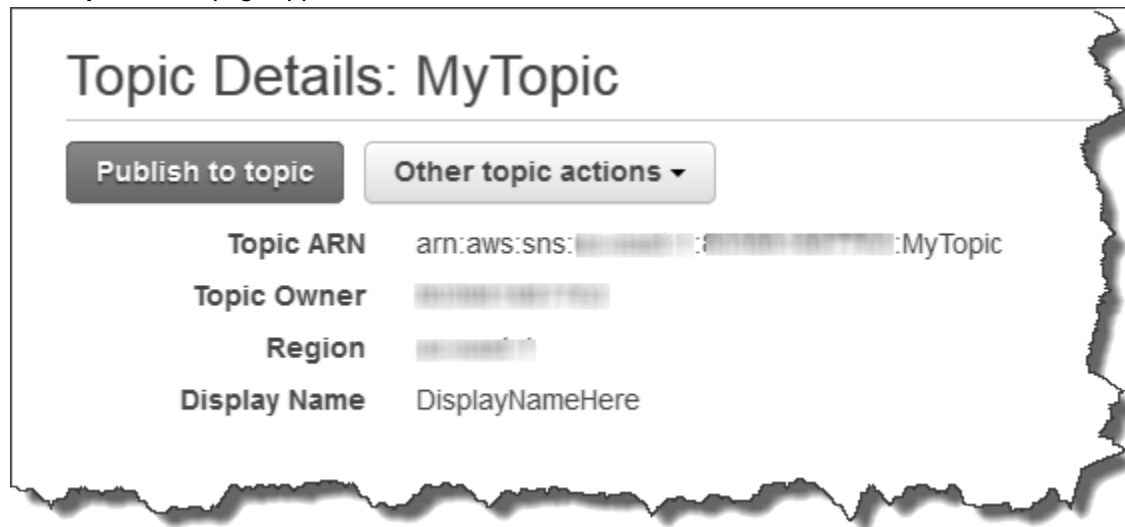 Topic Details: MyTopic
Publish to topic
Other topic actions
Topic ARN arn:aws:sns: : :MyTopic
Topic Owner
Region
Display Name DisplayNameHere